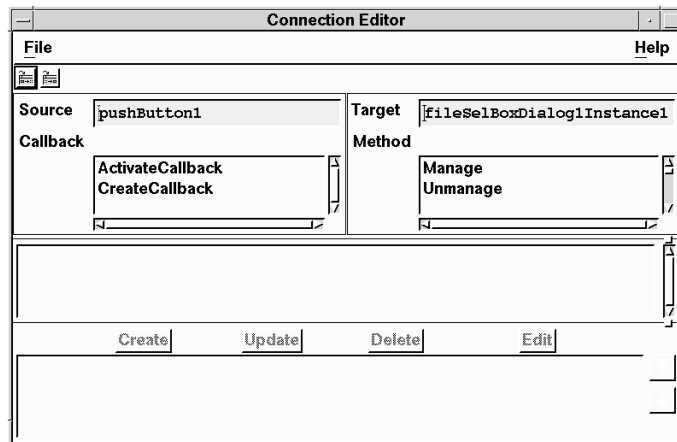 Connection Editor
File Help
Source pushButton1 Target fileSelBoxDialog1Instance1
Callback Method
ActivateCallback Manage
CreateCallback Unmanage
Create Update Delete Edit